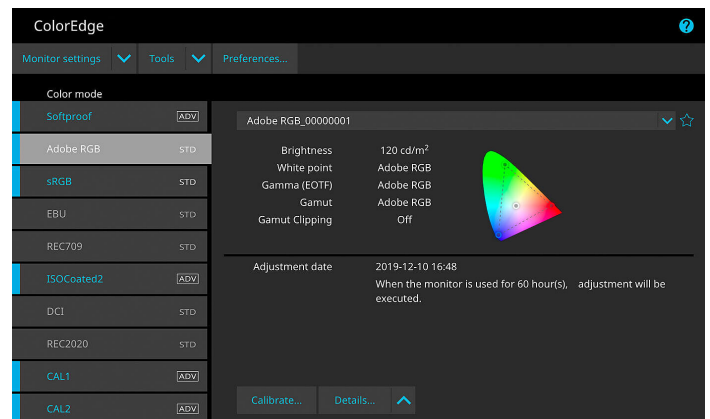 ColorEdge
?
Monitor settings Tools Preferences...
Color mode
Softproof ADV
Adobe RGB STD
sRGB STD
EBU STD
REC709 STD
ISOCoated2 ADV
DCI STD
REC2020 STD
CAL1 ADV
CAL2 ADV
Adobe RGB_00000001
Brightness 120 cd/m²
White point Adobe RGB
Gamma (EOTF) Adobe RGB
Gamut Adobe RGB
Gamut Clipping Off
Adjustment date 2019-12-10 16:48
When the monitor is used for 60 hour(s), adjustment will be
executed.
Calibrate... Details...